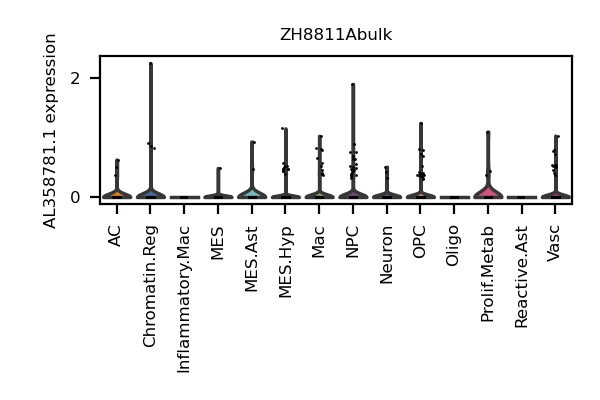 ZH8811Abulk
AL358781.1 expression
2
0
AC
Chromatin.Reg
Inflammatory.Mac
MES
MES.Ast
MES.Hyp
Mac
NPC
Neuron
OPC
Oligo
Prolif.Metab
Reactive.Ast
Vasc